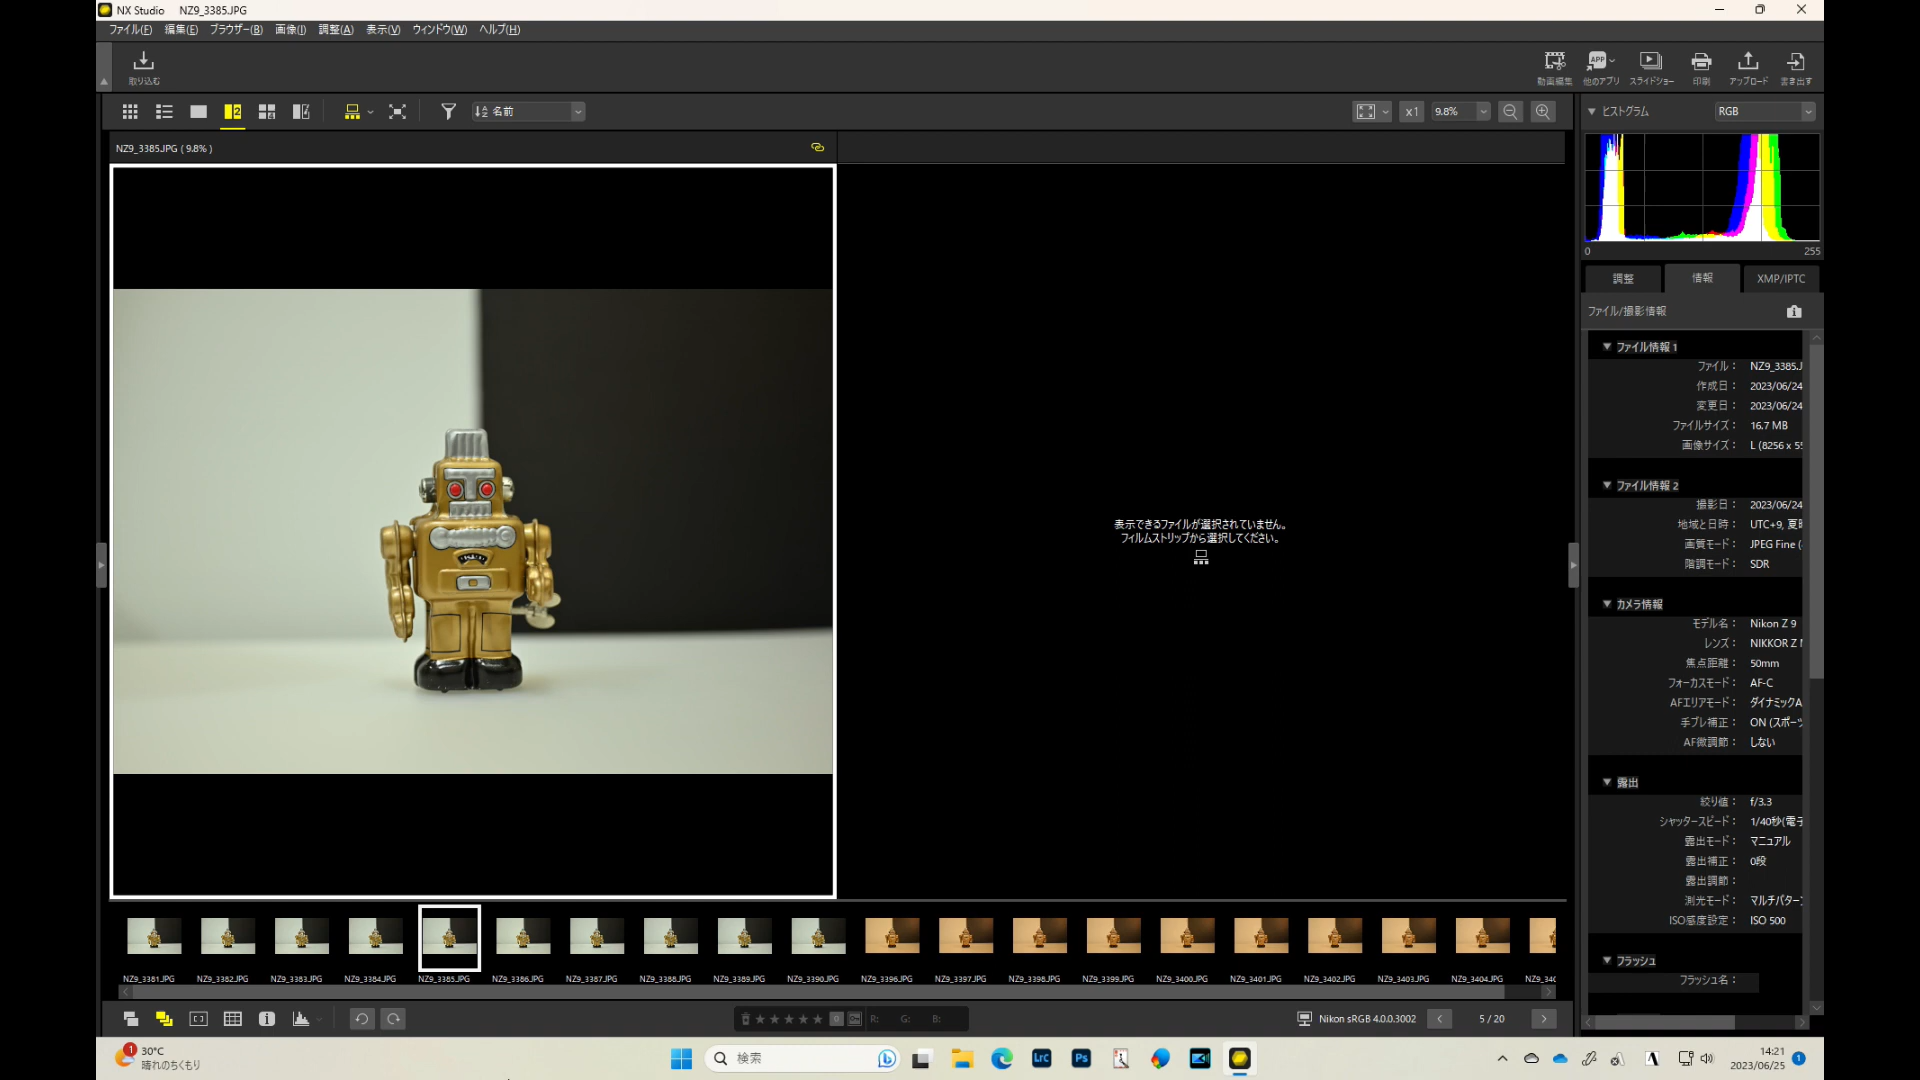 NX Studio NZ9_3385.JPG
ファイル(F) 編集(E) ブラウザー(B) 画像(I) 調整(A) 表示(V) ウィンドウ(W) ヘルプ(H)
取り込む
動画編集 他のアプリ スライドショー 印刷 アップロード 書き出す
名前
x1 9.8%
ヒストグラム RGB
NZ9_3385.JPG ( 9.8% )
0 255
調整 情報 XMP/IPTC
ファイル/撮影情報
ファイル情報 1
ファイル： NZ9_3385.J
作成日： 2023/06/24
変更日： 2023/06/24
ファイルサイズ： 16.7 MB
画像サイズ： L (8256 x 55
ファイル情報 2
撮影日： 2023/06/24
地域と日時： UTC+9, 夏時
画質モード： JPEG Fine (
階調モード： SDR
カメラ情報
モデル名： Nikon Z 9
レンズ： NIKKOR Z
焦点距離： 50mm
フォーカスモード： AF-C
AFエリアモード： ダイナミックA
手ブレ補正： ON (スポーツ
AF微調節： しない
露出
絞り値： f/3.3
シャッタースピード： 1/40秒(電子
露出モード： マニュアル
露出補正： 0段
露出調節：
測光モード： マルチパターン
ISO感度設定： ISO 500
フラッシュ
フラッシュ名：
表示できるファイルが選択されていません。
フィルムストリップから選択してください。
NZ9_3381.JPG NZ9_3382.JPG NZ9_3383.JPG NZ9_3384.JPG NZ9_3385.JPG NZ9_3386.JPG NZ9_3387.JPG NZ9_3388.JPG NZ9_3389.JPG NZ9_3390.JPG NZ9_3396.JPG NZ9_3397.JPG NZ9_3398.JPG NZ9_3399.JPG NZ9_3400.JPG NZ9_3401.JPG NZ9_3402.JPG NZ9_3403.JPG NZ9_3404.JPG NZ9_340
R: G: B:
Nikon sRGB 4.0.0.3002
5 / 20
1
30°C
晴れのちくもり
検索
Lrc Ps
A
14:21
2023/06/25
1